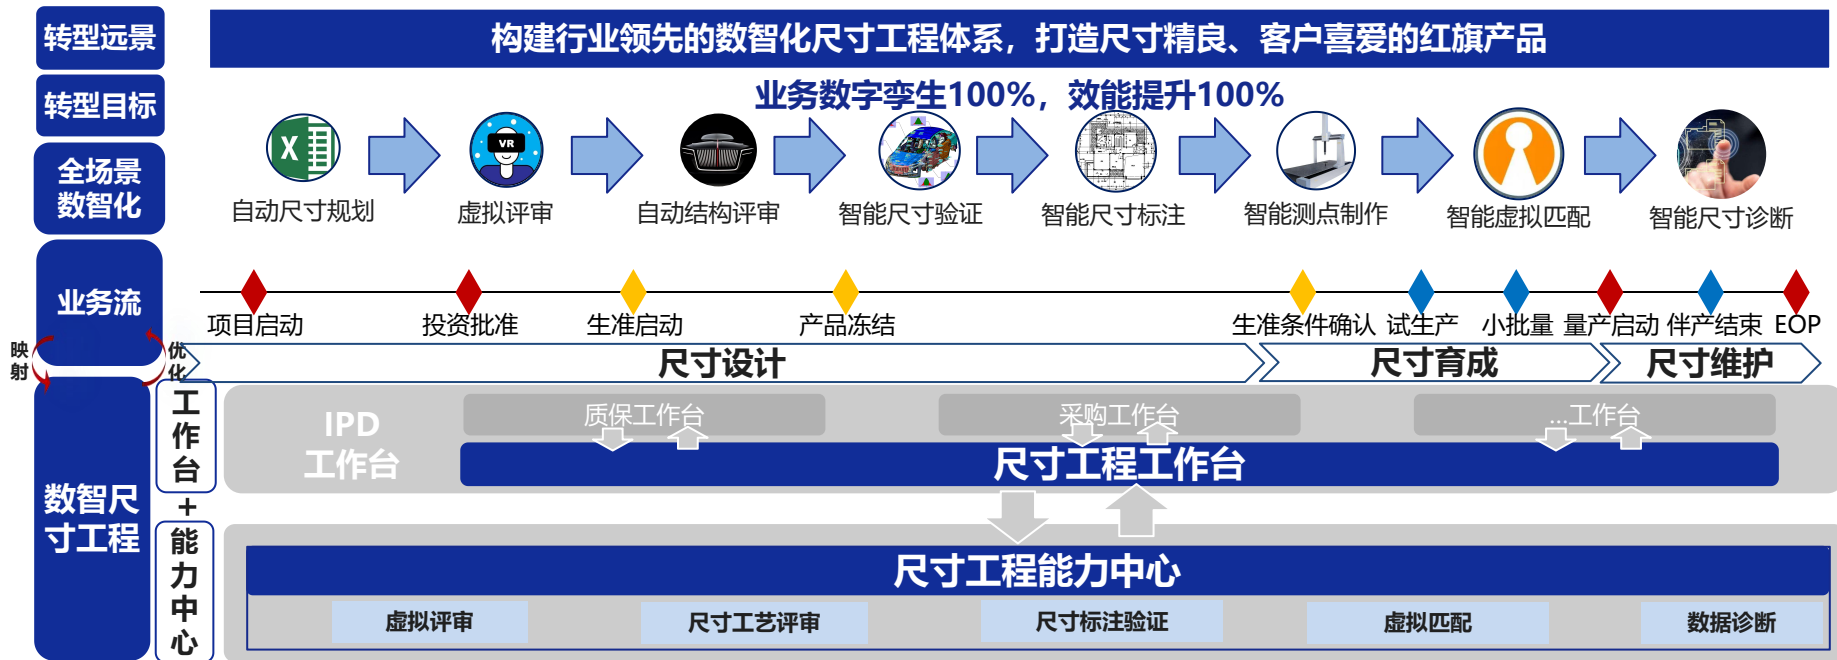 转型远景
构建行业领先的数智化尺寸工程体系，打造尺寸精良、客户喜爱的红旗产品
转型目标
业务数字孪生100%，效能提升100%
全场景
数智化
X
VR
自动尺寸规划
虚拟评审
自动结构评审
智能尺寸验证
智能尺寸标注
智能测点制作
智能虚拟匹配
智能尺寸诊断
业务流
项目启动
投资批准
生准启动
产品冻结
生准条件确认
试生产
小批量
量产启动
伴产结束
EOP
映射
优化
尺寸设计
尺寸育成
尺寸维护
数智尺
寸工程
工作台
+
能力中心
IPD
工作台
质保工作台
采购工作台
...工作台
尺寸工程工作台
尺寸工程能力中心
虚拟评审
尺寸工艺评审
尺寸标注验证
虚拟匹配
数据诊断